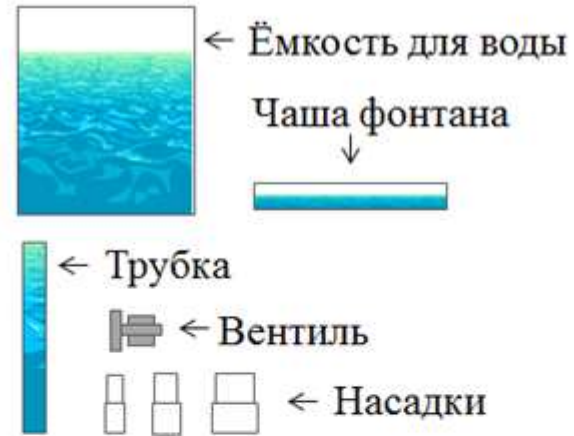 Ёмкость для воды
Чаша фонтана
Трубка
Вентиль
Насадки